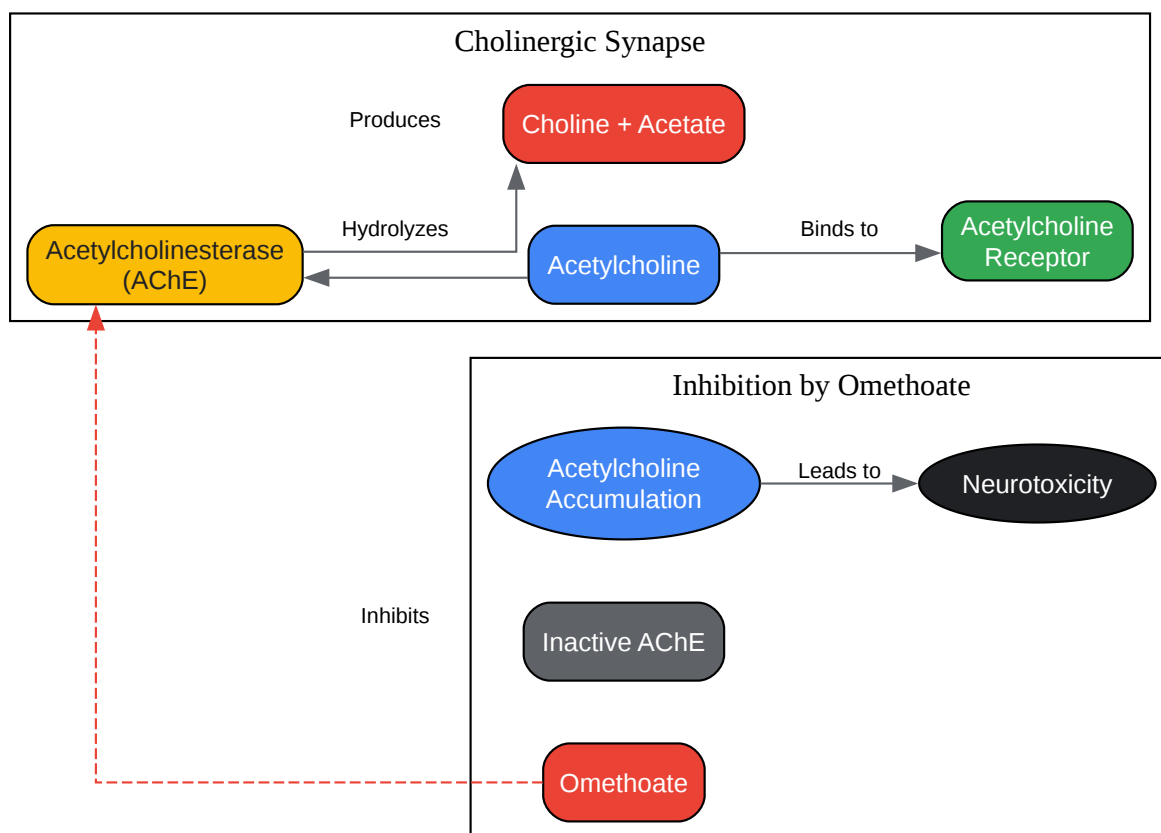 Cholinergic Synapse
Produces
Choline + Acetate
Hydrolyzes
Acetylcholinesterase
(AChE)
Acetylcholine
Binds to
Acetylcholine
Receptor
Inhibition by Omethoate
Acetylcholine
Accumulation
Leads to
Neurotoxicity
Inhibits
Inactive AChE
Omethoate